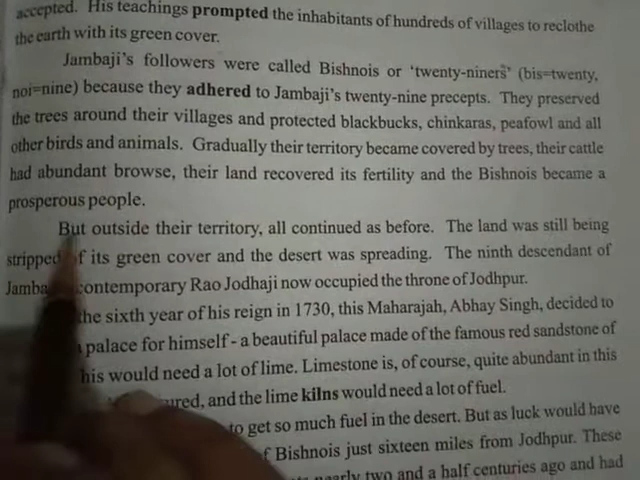 accepted. His teachings prompted the inhabitants of hundreds of villages to reclothe
the earth with its green cover.
Jambaji's followers were called Bishnois or 'twenty-niners' (bis=twenty,
noi=nine) because they adhered to Jambaji's twenty-nine precepts. They preserved
the trees around their villages and protected blackbucks, chinkaras, peafowl and all
other birds and animals. Gradually their territory became covered by trees, their cattle
had abundant browse, their land recovered its fertility and the Bishnois became a
prosperous people.
But outside their territory, all continued as before. The land was still being
stripped of its green cover and the desert was spreading. The ninth descendant of
Jamba contemporary Rao Jodhaji now occupied the throne of Jodhpur.
the sixth year of his reign in 1730, this Maharajah, Abhay Singh, decided to
palace for himself - a beautiful palace made of the famous red sandstone of
his would need a lot of lime. Limestone is, of course, quite abundant in this
ured, and the lime kilns would need a lot of fuel.
to get so much fuel in the desert. But as luck would have
f Bishnois just sixteen miles from Jodhpur. These
nearly two and a half centuries ago and had